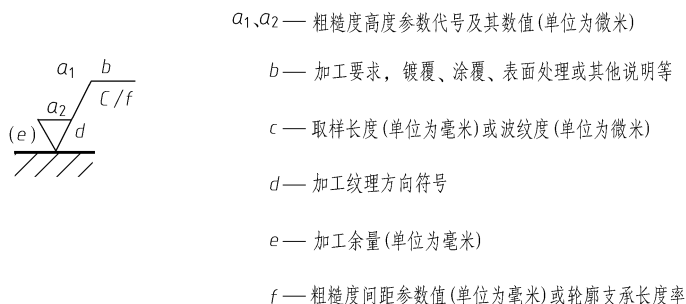 a₁、a₂ — 粗糙度高度参数代号及其数值(单位为微米)
a₁ b
b — 加工要求，镀覆、涂覆、表面处理或其他说明等
a₂ C/f
(e) d
c — 取样长度(单位为毫米)或波纹度(单位为微米)
d — 加工纹理方向符号
e — 加工余量(单位为毫米)
f — 粗糙度间距参数值(单位为毫米)或轮廓支承长度率